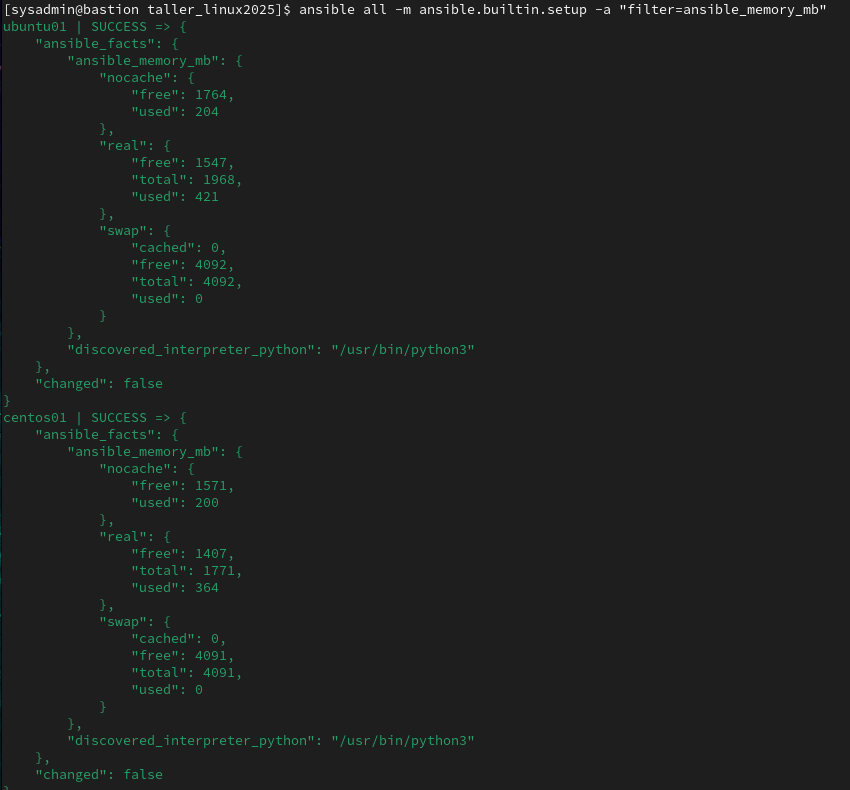 [sysadmin@bastion taller_linux2025]$ ansible all -m ansible.builtin.setup -a "filter=ansible_memory_mb"
ubuntu01 | SUCCESS => {
    "ansible_facts": {
        "ansible_memory_mb": {
            "nocache": {
                "free": 1764,
                "used": 204
            },
            "real": {
                "free": 1547,
                "total": 1968,
                "used": 421
            },
            "swap": {
                "cached": 0,
                "free": 4092,
                "total": 4092,
                "used": 0
            }
        },
        "discovered_interpreter_python": "/usr/bin/python3"
    },
    "changed": false
}
centos01 | SUCCESS => {
    "ansible_facts": {
        "ansible_memory_mb": {
            "nocache": {
                "free": 1571,
                "used": 200
            },
            "real": {
                "free": 1407,
                "total": 1771,
                "used": 364
            },
            "swap": {
                "cached": 0,
                "free": 4091,
                "total": 4091,
                "used": 0
            }
        },
        "discovered_interpreter_python": "/usr/bin/python3"
    },
    "changed": false
}